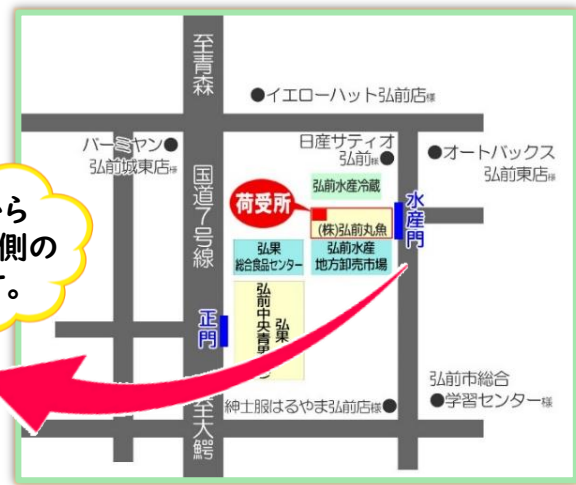 至青森
●イエローハット弘前店様
バーミヤン●
弘前城東店様
日産サティオ
弘前様●
●オートバックス
弘前東店様
国道7号線
弘前水産冷蔵
荷受所
(株)弘前丸魚
水産門
弘果
総合食品センター
弘前水産
地方卸売市場
から
側の
。
正門
弘果
弘前中央青果
至大鰐
紳士服はるやま弘前店様●
弘前市総合
●学習センター様